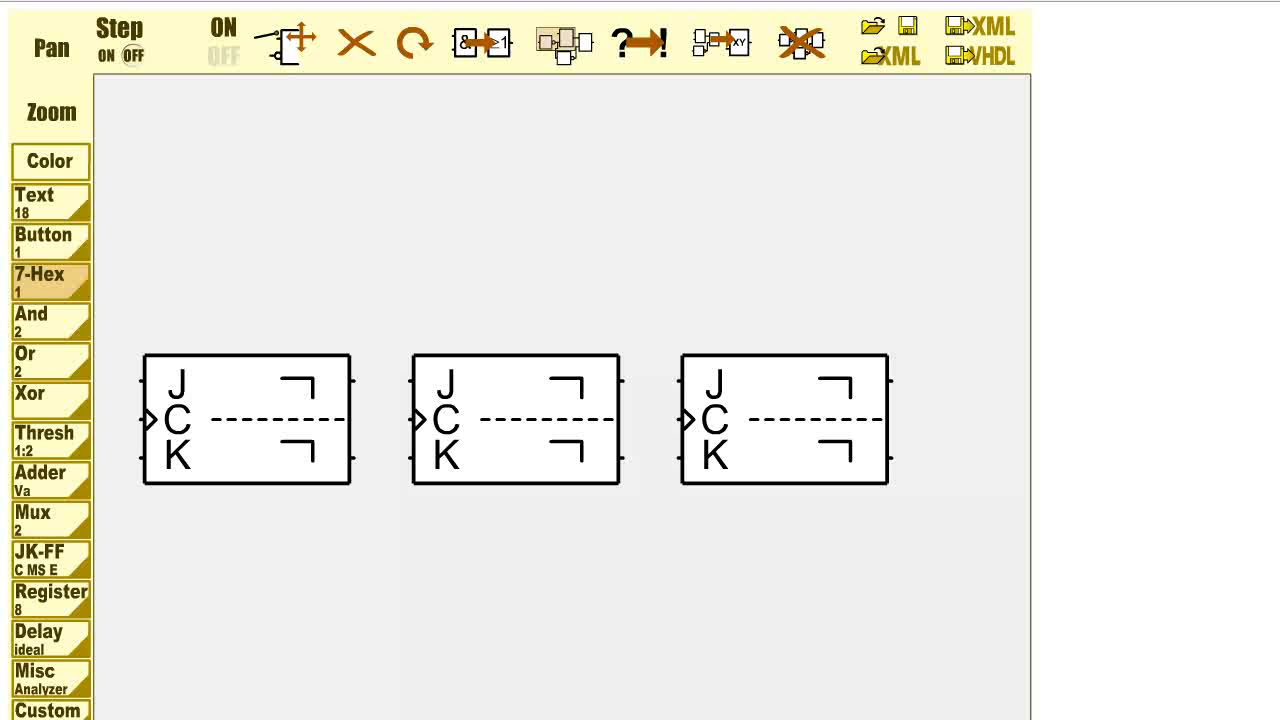 Pan
Step
ON OFF
ON
OFF
& ≥1
? !
XY
XML
XML
VHDL
Zoom
Color
Text
18
Button
1
7-Hex
1
And
2
Or
2
Xor
Thresh
1:2
Adder
Va
Mux
2
JK-FF
C MS E
Register
8
Delay
ideal
Misc
Analyzer
Custom
J
C
K
J
C
K
J
C
K